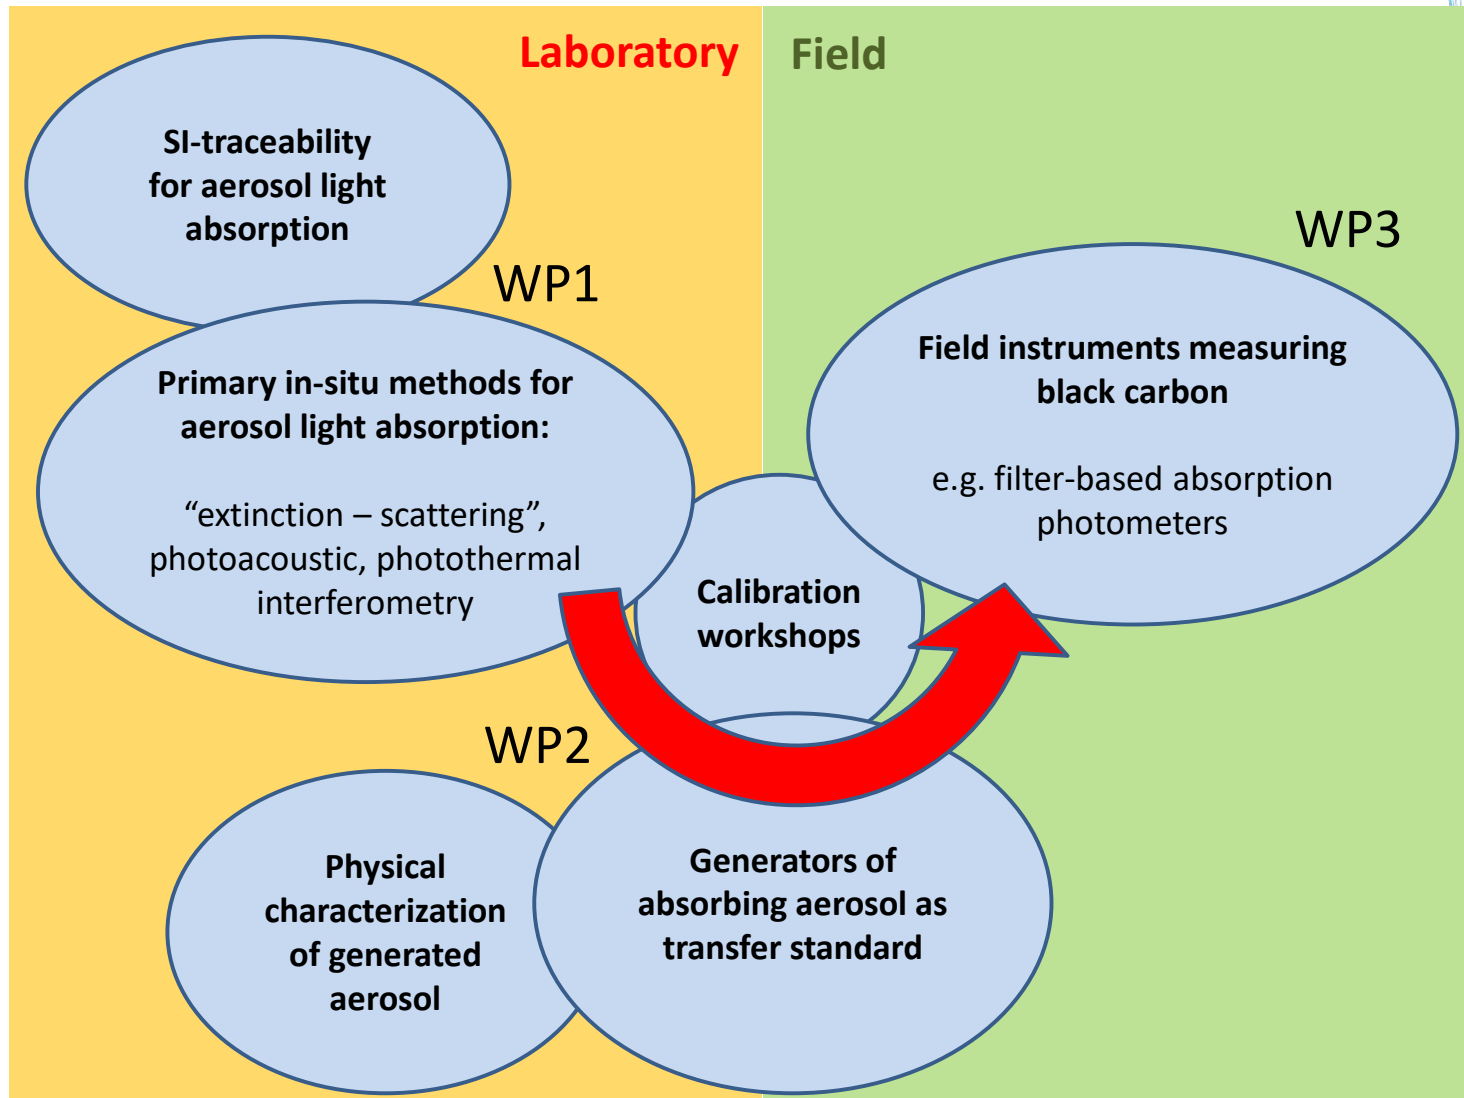 Laboratory
Field
SI-traceability
for aerosol light
absorption
WP1
WP3
Primary in-situ methods for
aerosol light absorption:
“extinction – scattering”,
photoacoustic, photothermal
interferometry
Field instruments measuring
black carbon
e.g. filter-based absorption
photometers
Calibration
workshops
WP2
Physical
characterization
of generated
aerosol
Generators of
absorbing aerosol as
transfer standard